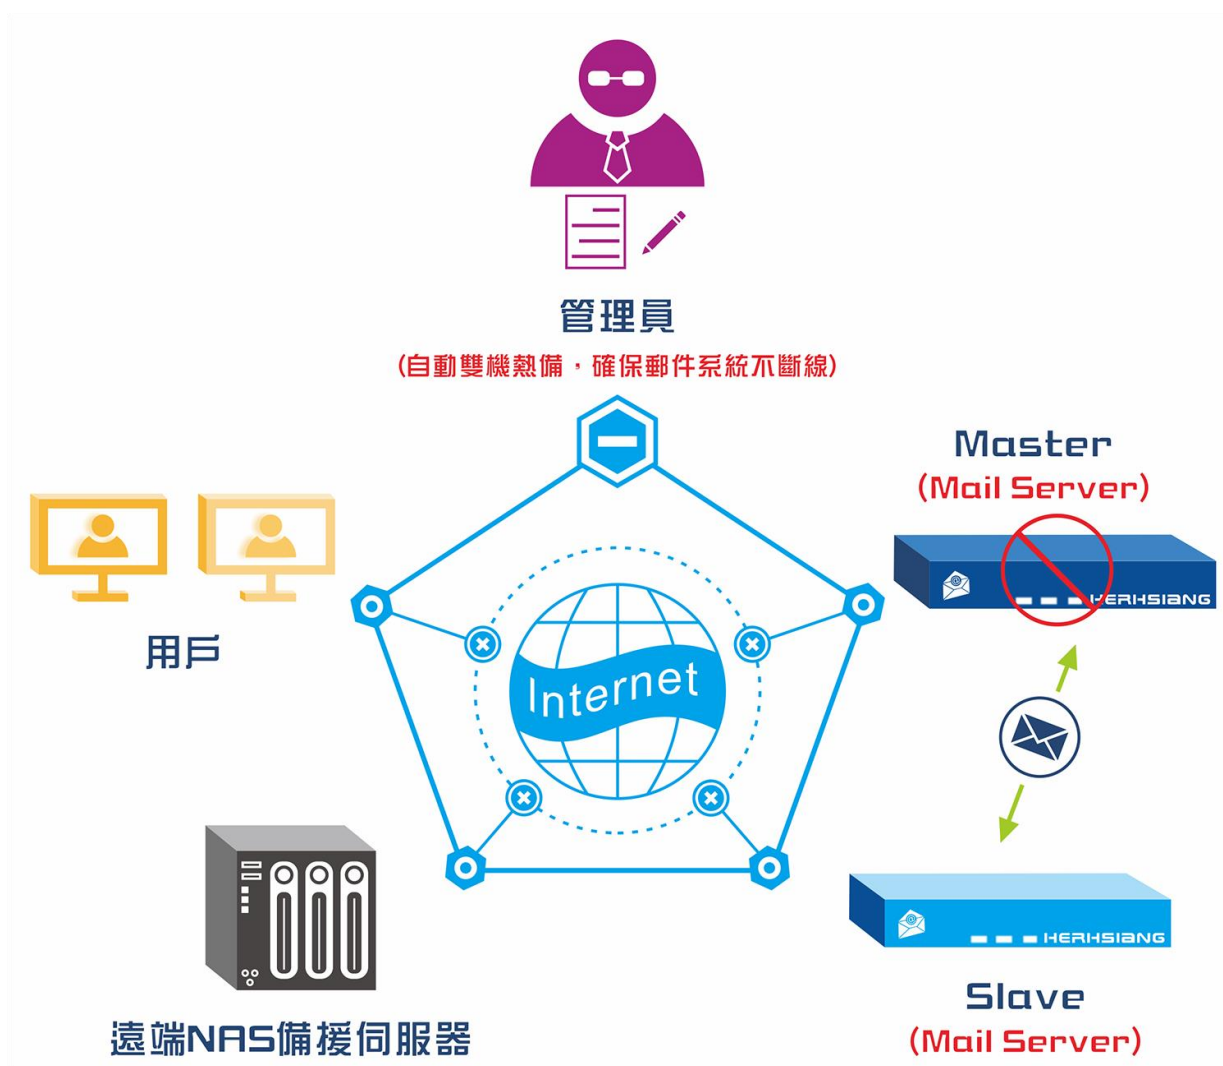 管理員
(自動雙機熱備，確保郵件系統不斷線)
Master
(Mail Server)
HERHSIANG
用戶
Internet
HERHSIANG
Slave
(Mail Server)
遠端NAS備援伺服器